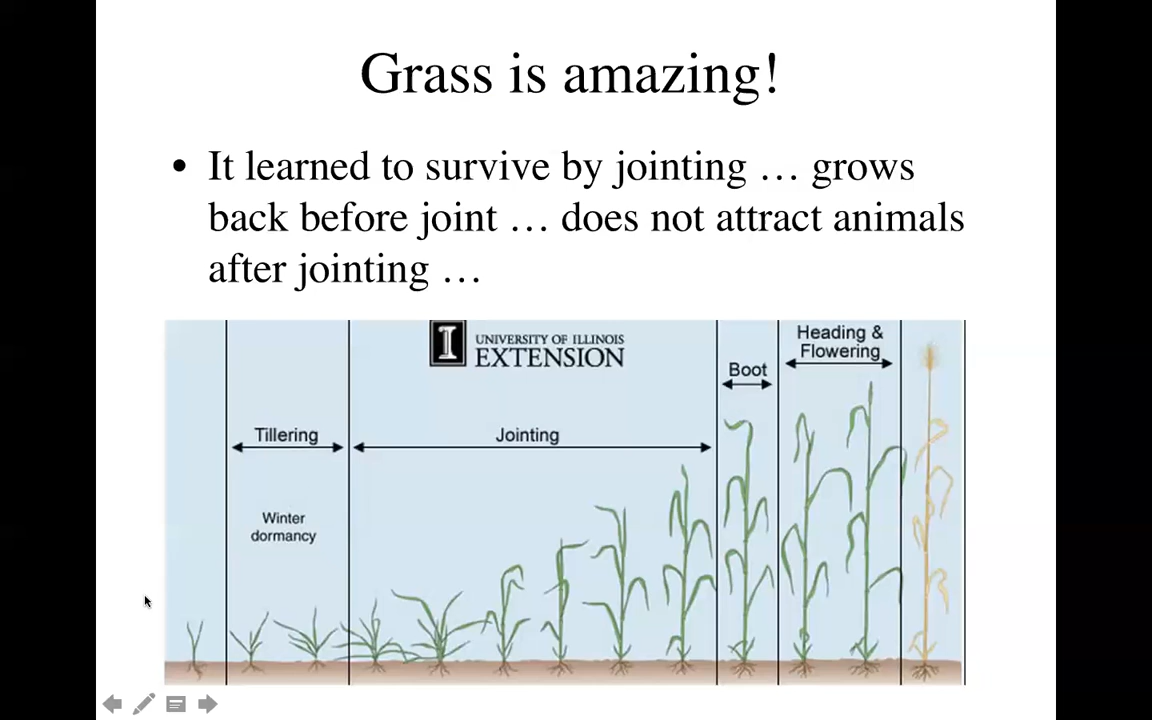 Grass is amazing!
• It learned to survive by jointing … grows
back before joint … does not attract animals
after jointing …
I UNIVERSITY OF ILLINOIS
EXTENSION
Heading &
Flowering
Boot
Tillering
Jointing
Winter
dormancy